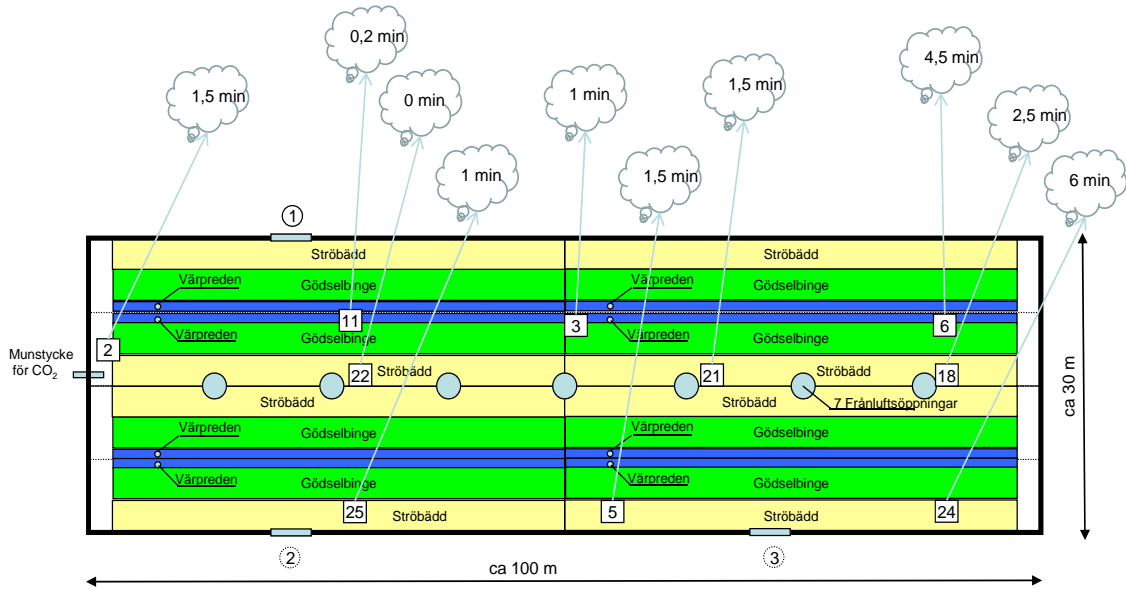 0,2 min
4,5 min
1,5 min
1,5 min
0 min
1 min
2,5 min
1 min
1,5 min
6 min
1
Ströbädd
Ströbädd
Värpreden
Gödselbinge
Värpreden
Gödselbinge
11
3
6
Värpreden
Gödselbinge
Värpreden
Gödselbinge
2
Munstycke
för CO₂
22
Ströbädd
21
Ströbädd
18
Ströbädd
Ströbädd
7 Frånluftsöppningar
Värpreden
Gödselbinge
Värpreden
Gödselbinge
Värpreden
Gödselbinge
Värpreden
Gödselbinge
25
Ströbädd
5
Ströbädd
24
2
3
ca 100 m
ca 30 m